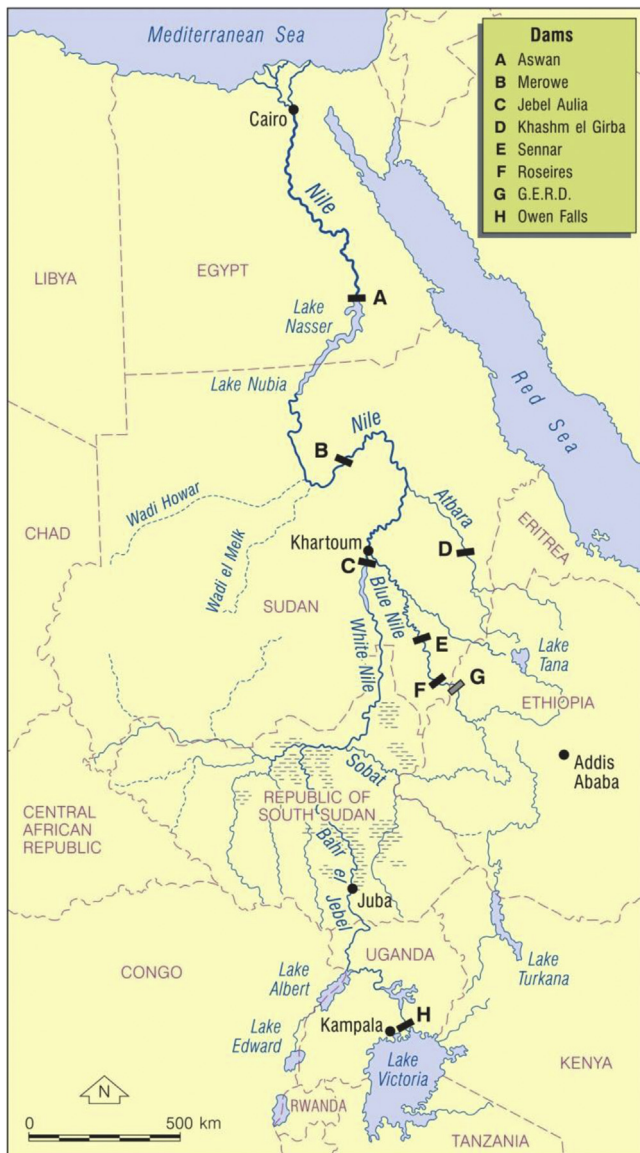 Mediterranean Sea
Dams
A Aswan
B Merowe
C Jebel Aulia
D Khashm el Girba
E Sennar
F Roseires
G G.E.R.D.
H Owen Falls
Cairo
Nile
LIBYA
EGYPT
A
Lake
Nasser
Lake Nubia
Red Sea
Nile
B
Wadi Howar
Atbara
CHAD
Wadi el Melk
Khartoum
D
ERITREA
C
Blue Nile
SUDAN
White Nile
E
Lake
Tana
F
G
ETHIOPIA
Sobat
Addis
Ababa
REPUBLIC OF
SOUTH SUDAN
CENTRAL
AFRICAN
REPUBLIC
Bahr el
Jebel
Juba
CONGO
UGANDA
Lake
Turkana
Lake
Albert
Kampala
H
Lake
Edward
Lake
Victoria
KENYA
N
RWANDA
0 500 km
TANZANIA